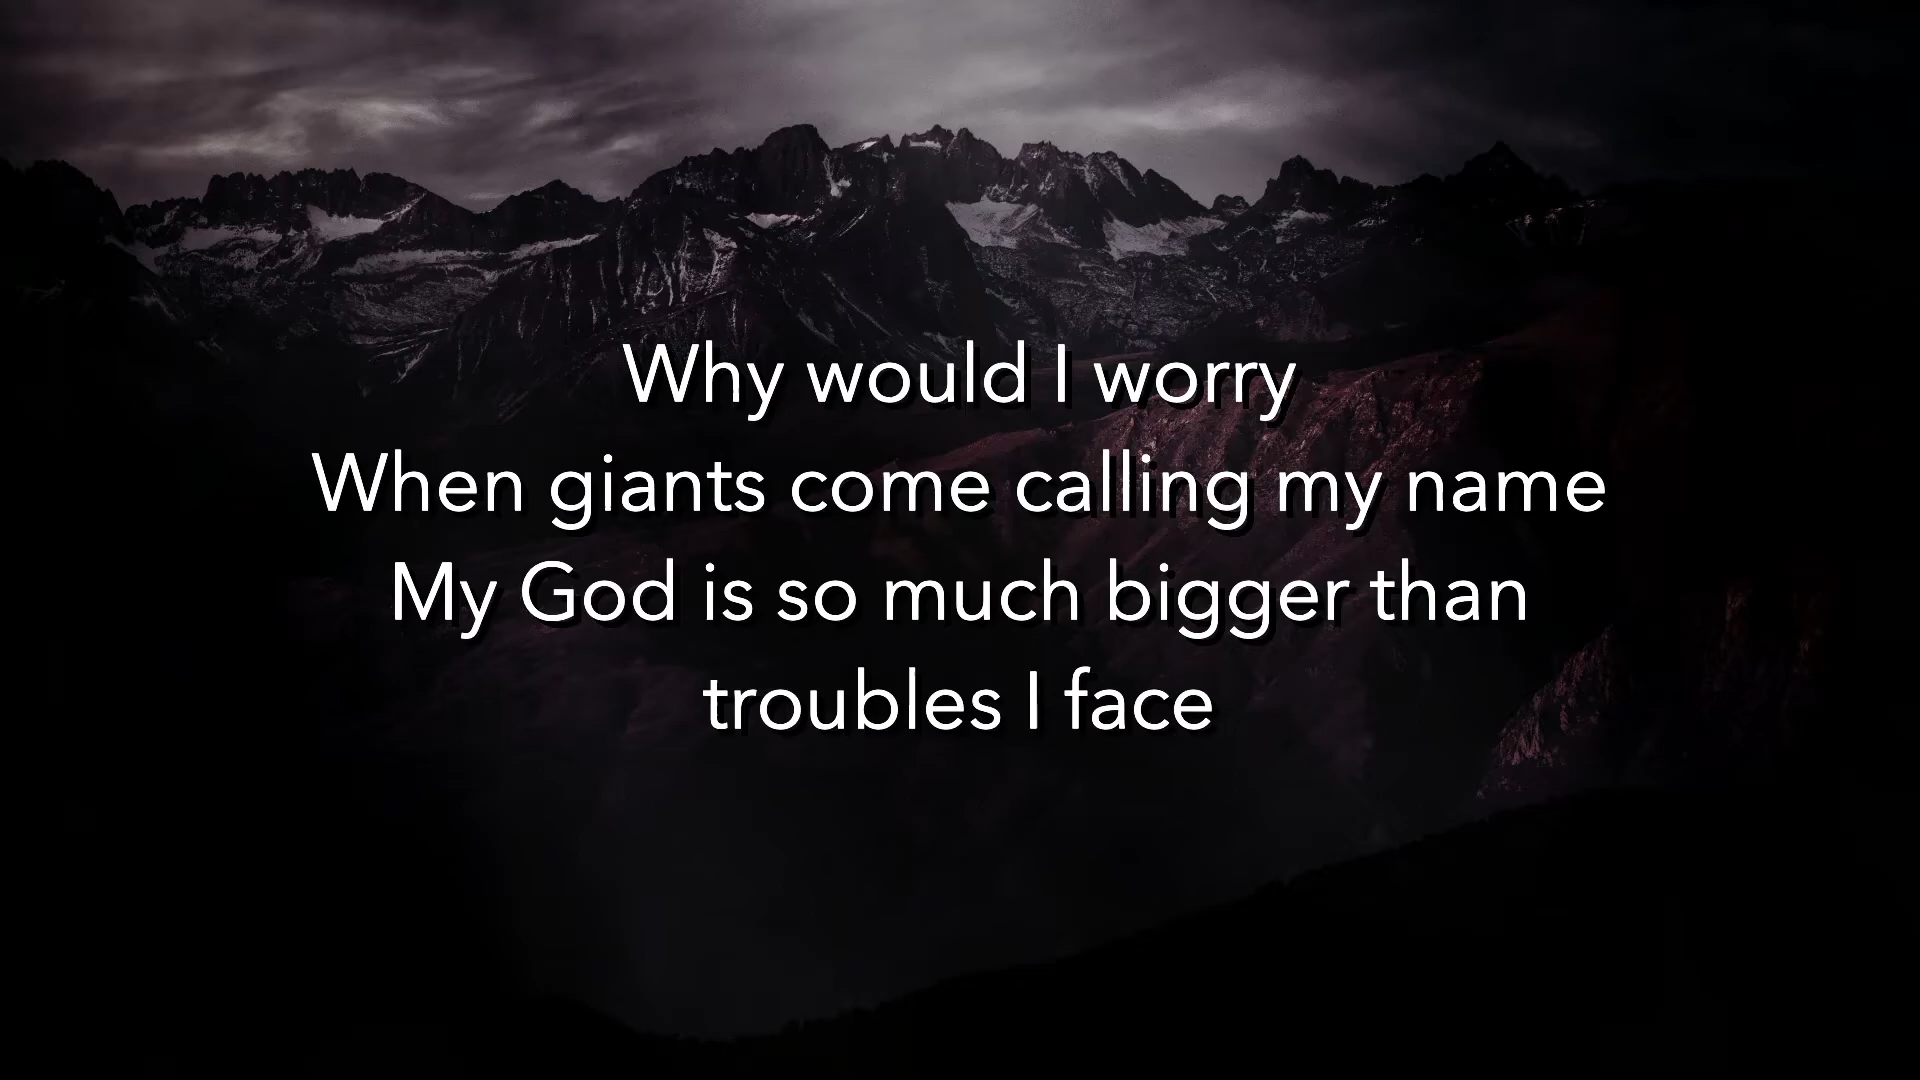 Why would I worry
When giants come calling my name
My God is so much bigger than
troubles I face